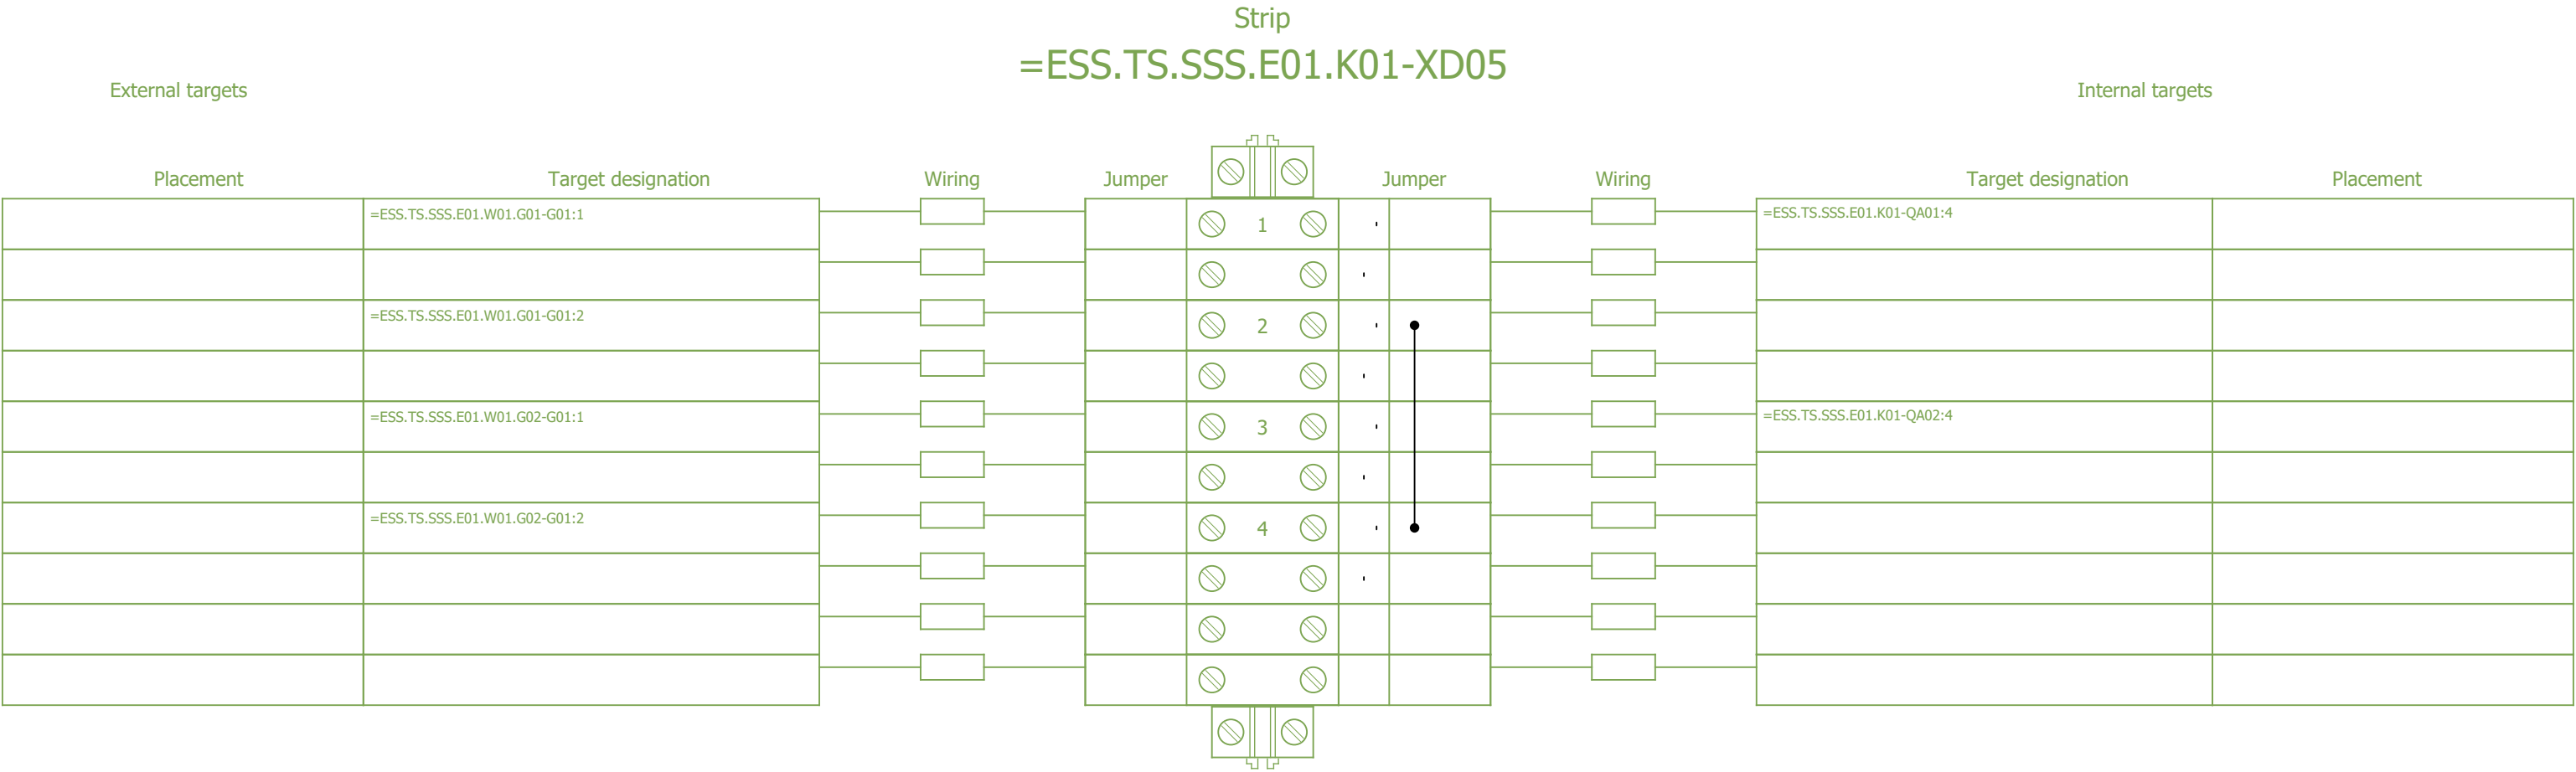 Strip
=ESS.TS.SSS.E01.K01-XD05
External targets
Internal targets
Placement Target designation Wiring Jumper Jumper Wiring Target designation Placement
=ESS.TS.SSS.E01.W01.G01-G01:1 1 =ESS.TS.SSS.E01.K01-QA01:4
=ESS.TS.SSS.E01.W01.G01-G01:2 2
=ESS.TS.SSS.E01.W01.G02-G01:1 3 =ESS.TS.SSS.E01.K01-QA02:4
=ESS.TS.SSS.E01.W01.G02-G01:2 4